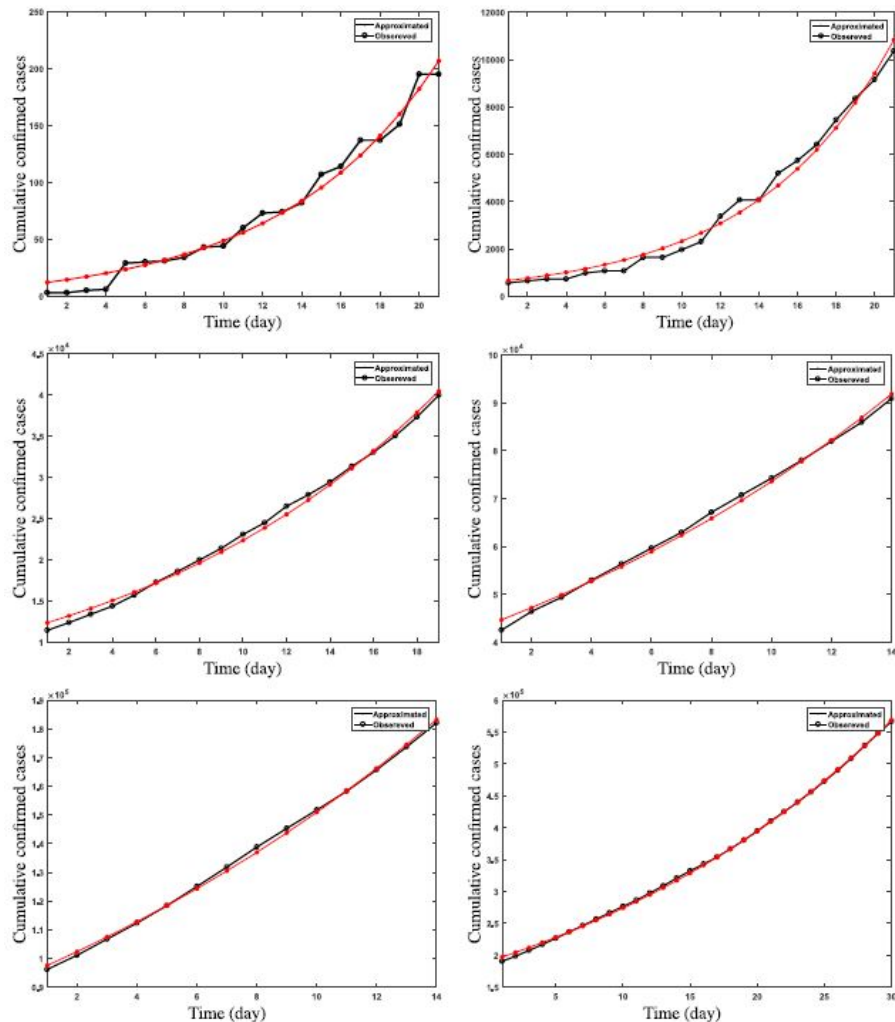 250
200
150
100
50
0
Cumulative confirmed cases
Approximated
Obsereved
2 4 6 8 10 12 14 16 18 20
Time (day)
12000
10000
8000
6000
4000
2000
0
Cumulative confirmed cases
Approximated
Obsereved
2 4 6 8 10 12 14 16 18 20
Time (day)
×10⁴
4.5
4
3.5
3
2.5
2
1.5
1
Cumulative confirmed cases
Approximated
Obsereved
2 4 6 8 10 12 14 16 18
Time (day)
×10⁴
10
9
8
7
6
5
4
Cumulative confirmed cases
Approximated
Obsereved
2 4 6 8 10 12 14
Time (day)
×10⁵
1.9
1.8
1.7
1.6
1.5
1.4
1.3
1.2
1.1
1
0.9
Cumulative confirmed cases
Approximated
Obsereved
2 4 6 8 10 12 14
Time (day)
×10⁵
6
5.5
5
4.5
4
3.5
3
2.5
2
1.5
Cumulative confirmed cases
Approximated
Obsereved
5 10 15 20 25 30
Time (day)